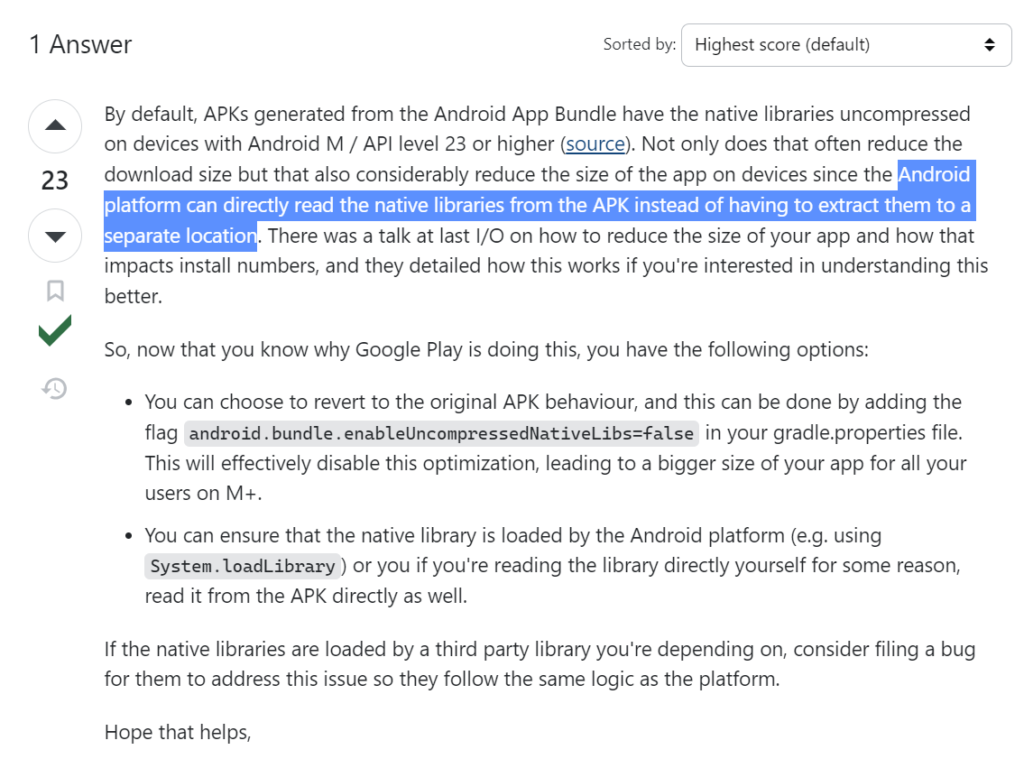 1 Answer
Sorted by: Highest score (default)
By default, APKs generated from the Android App Bundle have the native libraries uncompressed
on devices with Android M / API level 23 or higher (source). Not only does that often reduce the
download size but that also considerably reduce the size of the app on devices since the Android
23
platform can directly read the native libraries from the APK instead of having to extract them to a
separate location. There was a talk at last I/O on how to reduce the size of your app and how that
impacts install numbers, and they detailed how this works if you're interested in understanding this
better.
So, now that you know why Google Play is doing this, you have the following options:
• You can choose to revert to the original APK behaviour, and this can be done by adding the
flag android.bundle.enableUncompressedNativeLibs=false in your gradle.properties file.
This will effectively disable this optimization, leading to a bigger size of your app for all your
users on M+.
• You can ensure that the native library is loaded by the Android platform (e.g. using
System.loadLibrary) or you if you're reading the library directly yourself for some reason,
read it from the APK directly as well.
If the native libraries are loaded by a third party library you're depending on, consider filing a bug
for them to address this issue so they follow the same logic as the platform.
Hope that helps,